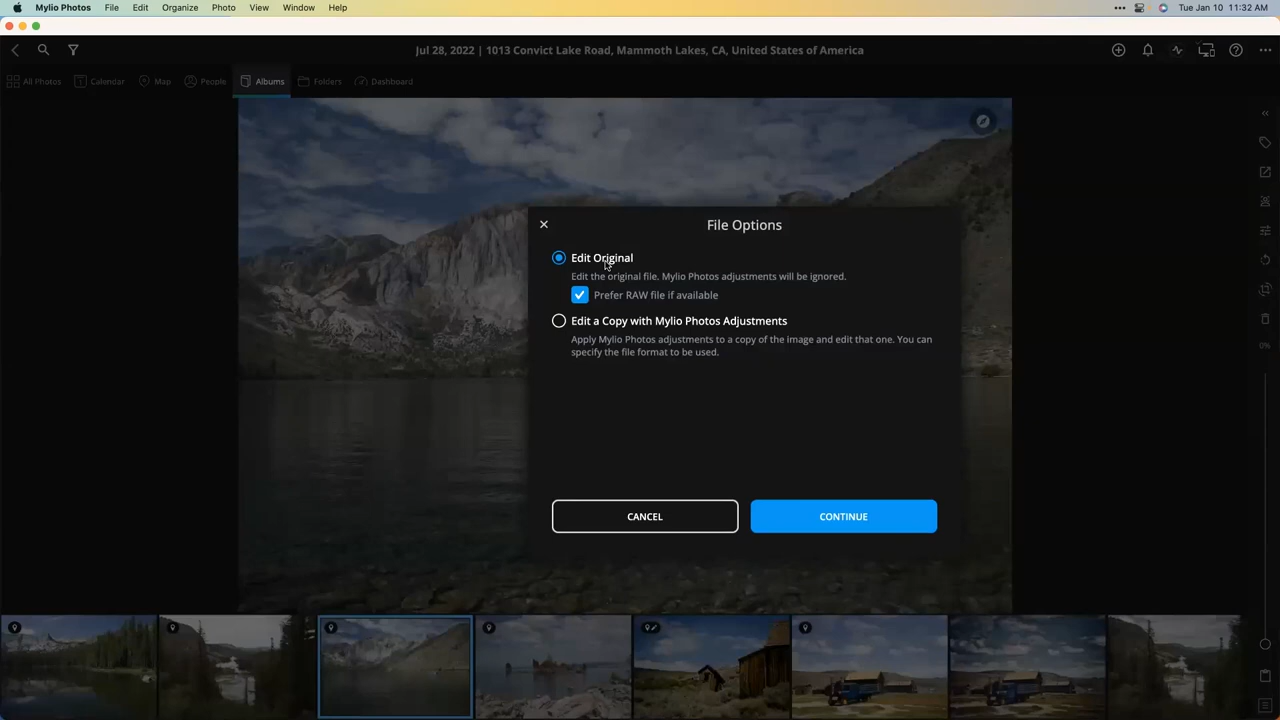 Mylio Photos File Edit Organize Photo View Window Help ••• Tue Jan 10 11:32 AM
Jul 28, 2022 | 1013 Convict Lake Road, Mammoth Lakes, CA, United States of America
All Photos Calendar Map People Albums Folders Dashboard
File Options
Edit Original
Edit the original file. Mylio Photos adjustments will be ignored.
Prefer RAW file if available
Edit a Copy with Mylio Photos Adjustments
Apply Mylio Photos adjustments to a copy of the image and edit that one. You can
specify the file format to be used.
0%
CANCEL CONTINUE